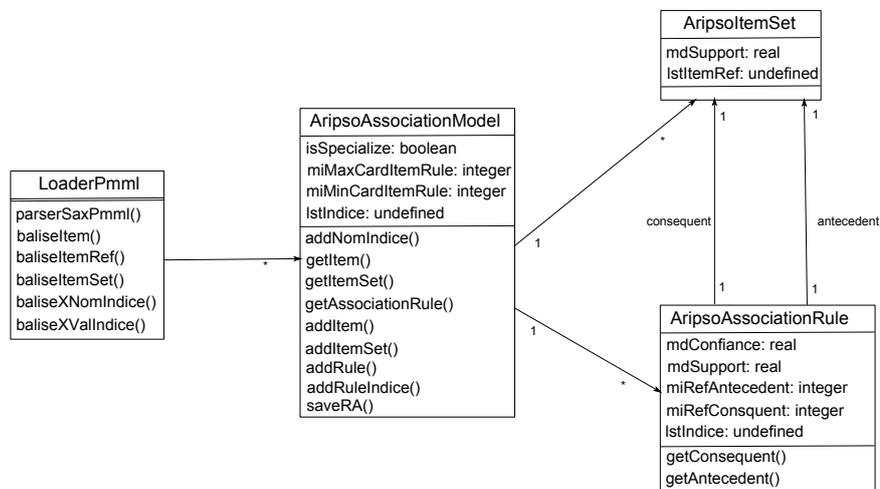 LoaderPmml
parserSaxPmml()
baliseItem()
baliseItemRef()
baliseItemSet()
baliseXNomIndice()
baliseXValIndice()
*
AripsoAssociationModel
isSpecialize: boolean
miMaxCardItemRule: integer
miMinCardItemRule: integer
lstIndice: undefined
addNomIndice()
getItem()
getItemSet()
getAssociationRule()
addItem()
addItemSet()
addRule()
addRuleIndice()
saveRA()
1
*
1
*
AripsoItemSet
mdSupport: real
lstItemRef: undefined
1
1
consequent
antecedent
1
1
AripsoAssociationRule
mdConfiance: real
mdSupport: real
miRefAntecedent: integer
miRefConsquent: integer
lstIndice: undefined
getConsequent()
getAntecedent()